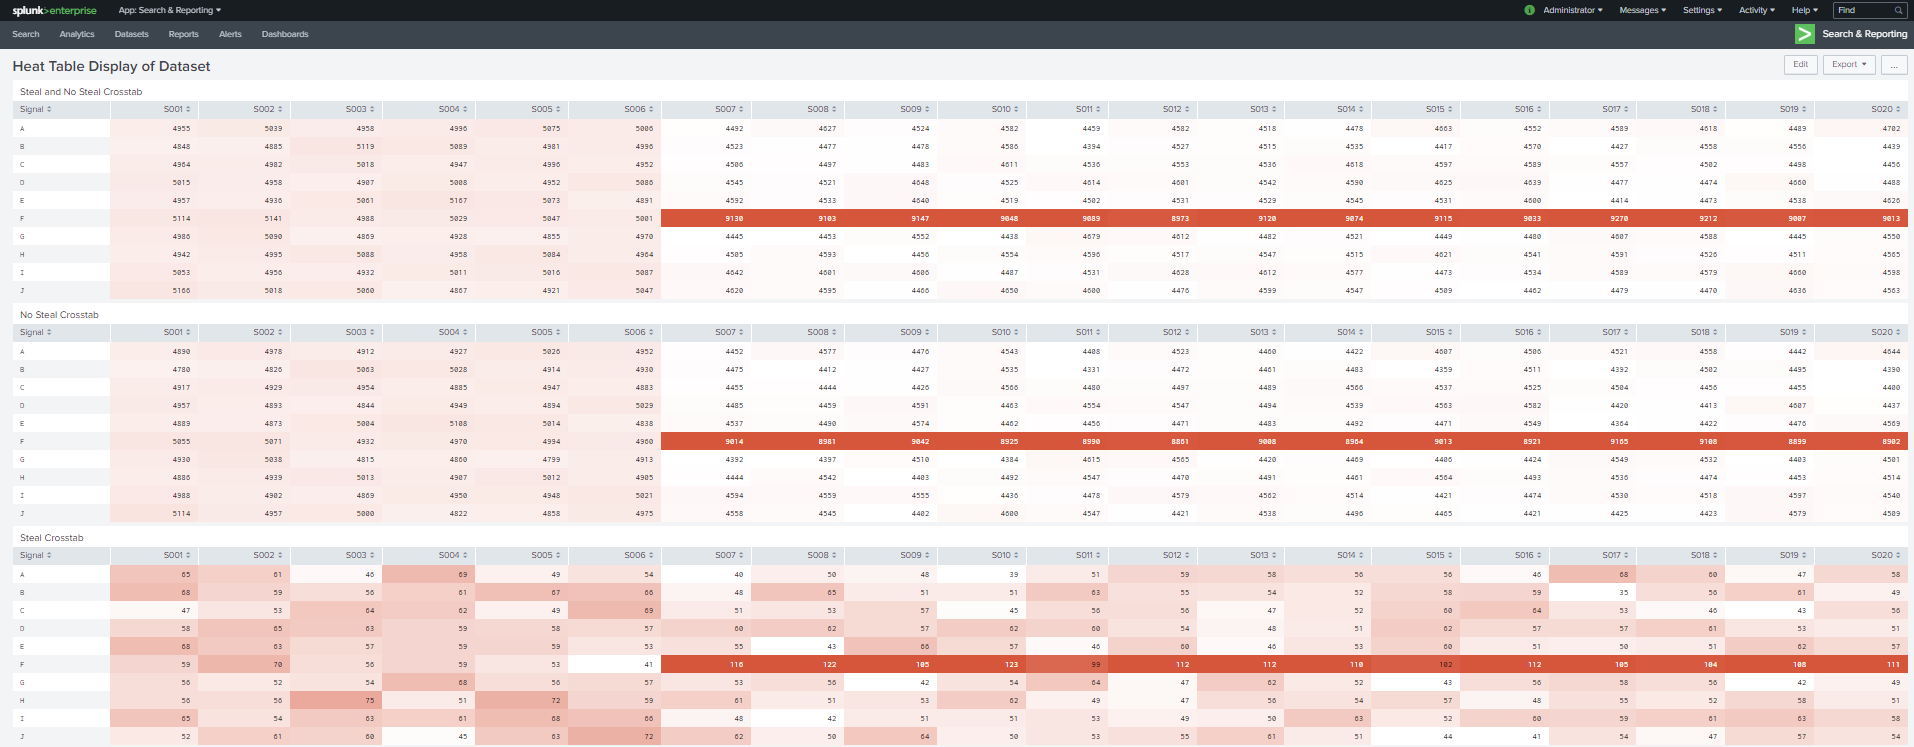 splunk>enterprise App: Search & Reporting Administrator Messages Settings Activity Help Find
Search Analytics Datasets Reports Alerts Dashboards Search & Reporting
Heat Table Display of Dataset Edit Export ...
Steal and No Steal Crosstab
Signal S001 S002 S003 S004 S005 S006 S007 S008 S009 S010 S011 S012 S013 S014 S015 S016 S017 S018 S019 S020
A 4955 5039 4958 4996 5075 5006 4492 4627 4524 4582 4459 4582 4518 4478 4663 4552 4589 4618 4489 4702
B 4848 4885 5119 5089 4981 4996 4523 4477 4478 4586 4394 4527 4515 4535 4417 4570 4427 4558 4556 4439
C 4964 4982 5018 4947 4996 4952 4506 4497 4483 4611 4536 4553 4536 4618 4597 4589 4557 4502 4498 4456
D 5015 4958 4907 5008 4952 5086 4545 4521 4648 4525 4614 4601 4542 4590 4625 4639 4477 4474 4660 4488
E 4957 4936 5061 5167 5073 4891 4592 4533 4640 4519 4502 4531 4529 4545 4531 4600 4414 4473 4538 4626
F 5114 5141 4988 5029 5047 5001 9130 9103 9147 9048 9089 8973 9120 9074 9115 9033 9270 9212 9007 9013
G 4986 5090 4869 4928 4855 4970 4445 4453 4552 4438 4679 4612 4482 4521 4449 4480 4607 4588 4445 4550
H 4942 4995 5088 4958 5084 4964 4505 4593 4456 4554 4596 4517 4547 4515 4621 4541 4591 4526 4511 4565
I 5053 4956 4932 5011 5016 5087 4642 4601 4606 4487 4531 4628 4612 4577 4473 4534 4589 4579 4660 4598
J 5166 5018 5060 4867 4921 5047 4620 4595 4466 4650 4600 4476 4599 4547 4509 4462 4479 4470 4636 4563
No Steal Crosstab
Signal S001 S002 S003 S004 S005 S006 S007 S008 S009 S010 S011 S012 S013 S014 S015 S016 S017 S018 S019 S020
A 4890 4978 4912 4927 5026 4952 4452 4577 4476 4543 4408 4523 4460 4422 4607 4506 4521 4558 4442 4644
B 4780 4826 5063 5028 4914 4930 4475 4412 4427 4535 4331 4472 4461 4483 4359 4511 4392 4502 4495 4390
C 4917 4929 4954 4885 4947 4883 4455 4444 4426 4566 4480 4497 4489 4566 4537 4525 4504 4456 4455 4400
D 4957 4893 4844 4949 4894 5029 4485 4459 4591 4463 4554 4547 4494 4539 4563 4582 4420 4413 4607 4437
E 4889 4873 5004 5108 5014 4838 4537 4490 4574 4462 4456 4471 4483 4492 4471 4549 4364 4422 4476 4569
F 5055 5071 4932 4970 4994 4960 9014 8981 9042 8925 8990 8861 9008 8964 9013 8921 9165 9108 8899 8902
G 4930 5038 4815 4860 4799 4913 4392 4397 4510 4384 4615 4565 4420 4469 4406 4424 4549 4532 4403 4501
H 4886 4939 5013 4907 5012 4905 4444 4542 4403 4492 4547 4470 4491 4461 4564 4493 4536 4474 4453 4514
I 4988 4902 4869 4950 4948 5021 4594 4559 4555 4436 4478 4579 4562 4514 4421 4474 4530 4518 4597 4540
J 5114 4957 5000 4822 4858 4975 4558 4545 4402 4600 4547 4421 4538 4496 4465 4421 4425 4423 4579 4509
Steal Crosstab
Signal S001 S002 S003 S004 S005 S006 S007 S008 S009 S010 S011 S012 S013 S014 S015 S016 S017 S018 S019 S020
A 65 61 46 69 49 54 40 50 48 39 51 59 58 56 56 46 68 60 47 58
B 68 59 56 61 67 66 48 65 51 51 63 55 54 52 58 59 35 56 61 49
C 47 53 64 62 49 69 51 53 57 45 56 56 47 52 60 64 53 46 43 56
D 58 65 63 59 58 57 60 62 57 62 60 54 48 51 62 57 57 61 53 51
E 68 63 57 59 59 53 55 43 66 57 46 60 46 53 60 51 50 51 62 57
F 59 70 56 59 53 41 116 122 105 123 99 112 112 110 102 112 105 104 108 111
G 56 52 54 68 56 57 53 56 42 54 64 47 62 52 43 56 58 56 42 49
H 56 56 75 51 72 59 61 51 53 62 49 47 56 54 57 48 55 52 58 51
I 65 54 63 61 68 66 48 42 51 51 53 49 50 63 52 60 59 61 63 58
J 52 61 60 45 63 72 62 50 64 50 53 55 61 51 44 41 54 47 57 54